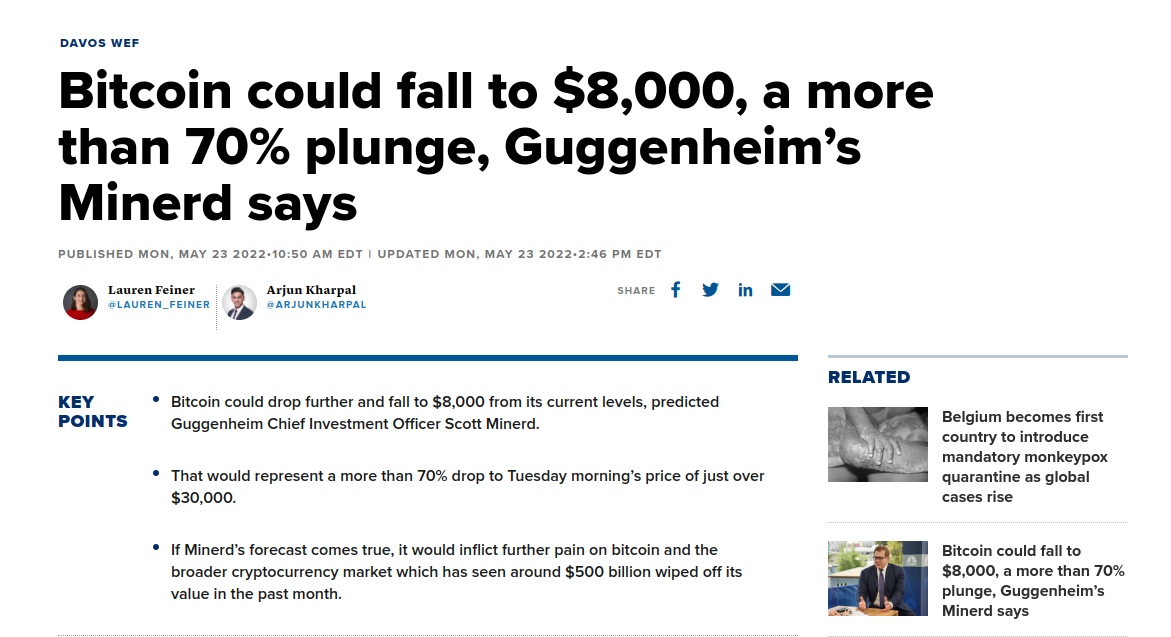 DAVOS WEF
Bitcoin could fall to $8,000, a more
than 70% plunge, Guggenheim’s
Minerd says
PUBLISHED MON, MAY 23 2022•10:50 AM EDT | UPDATED MON, MAY 23 2022•2:46 PM EDT
Lauren Feiner
@LAUREN_FEINER
Arjun Kharpal
@ARJUNKHARPAL
SHARE
KEY
POINTS
• Bitcoin could drop further and fall to $8,000 from its current levels, predicted
Guggenheim Chief Investment Officer Scott Minerd.
• That would represent a more than 70% drop to Tuesday morning’s price of just over
$30,000.
• If Minerd’s forecast comes true, it would inflict further pain on bitcoin and the
broader cryptocurrency market which has seen around $500 billion wiped off its
value in the past month.
RELATED
Belgium becomes first
country to introduce
mandatory monkeypox
quarantine as global
cases rise
Bitcoin could fall to
$8,000, a more than 70%
plunge, Guggenheim’s
Minerd says